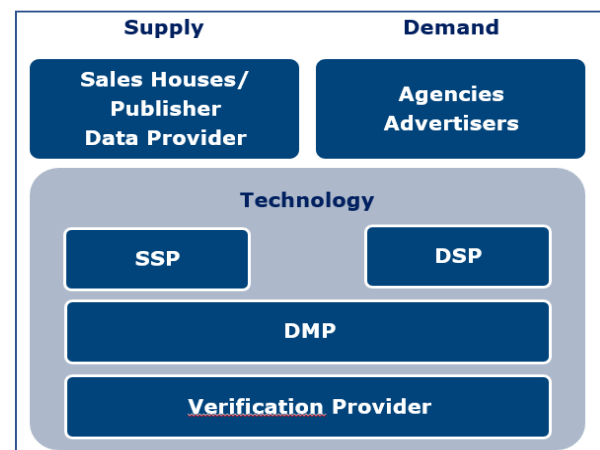 Supply
Demand
Sales Houses/
Publisher
Data Provider
Agencies
Advertisers
Technology
SSP
DSP
DMP
Verification Provider